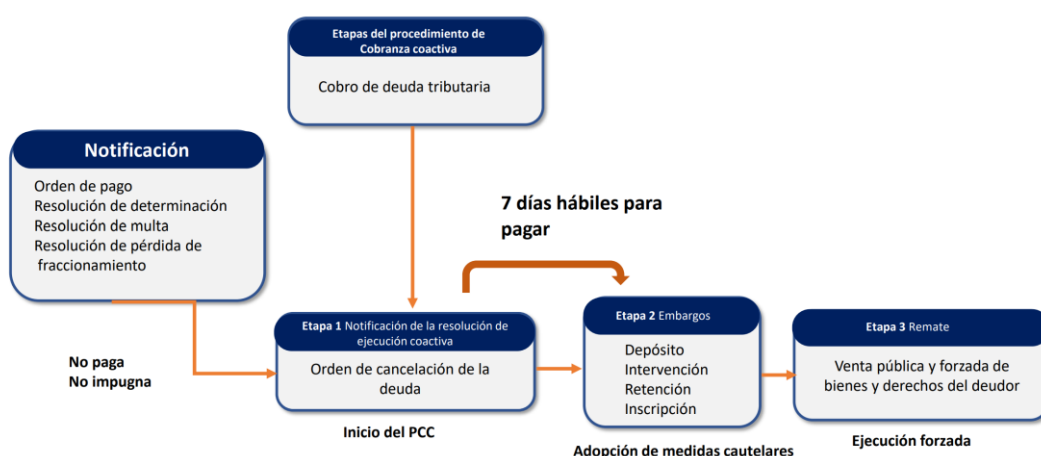 Etapas del procedimiento de
Cobranza coactiva
Cobro de deuda tributaria
Notificación
Orden de pago
Resolución de determinación
Resolución de multa
Resolución de pérdida de
fraccionamiento
7 días hábiles para
pagar
No paga
No impugna
Etapa 1 Notificación de la resolución de
ejecución coactiva
Orden de cancelación de la
deuda
Inicio del PCC
Etapa 2 Embargos
Depósito
Intervención
Retención
Inscripción
Adopción de medidas cautelares
Etapa 3 Remate
Venta pública y forzada de
bienes y derechos del deudor
Ejecución forzada